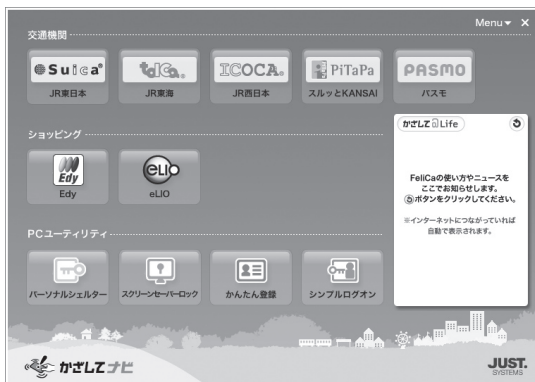 Menu▼ ×
交通機関
Suica®
TOICA®
ICOCA®
PiTaPa
PASMO
JR東日本
JR東海
JR西日本
スルッとKANSAI
パスモ
かざして Life
FeliCaの使い方やニュースを
ここでお知らせします。
ボタンをクリックしてください。
※インターネットにつながっていれば
自動で表示されます。
ショッピング
Edy
eLIO
Edy
eLIO
PCユーティリティ
パーソナルシェルター
スクリーンセーバーロック
かんたん登録
シンプルログオン
かざしてナビ
JUST.
SYSTEMS